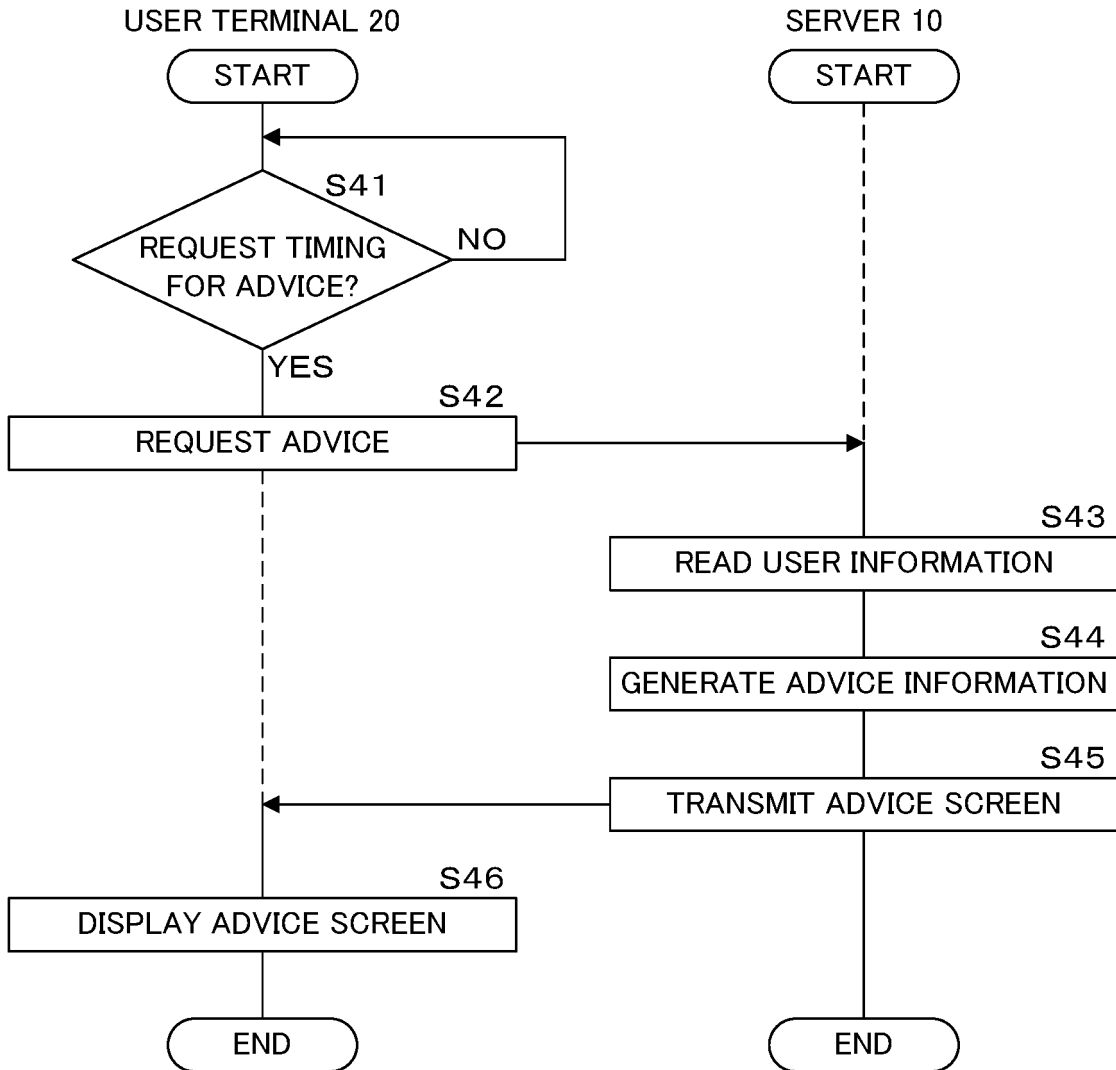 USER TERMINAL 20
SERVER 10
START
START
S41
REQUEST TIMING
FOR ADVICE?
NO
YES
S42
REQUEST ADVICE
S43
READ USER INFORMATION
S44
GENERATE ADVICE INFORMATION
S45
TRANSMIT ADVICE SCREEN
S46
DISPLAY ADVICE SCREEN
END
END